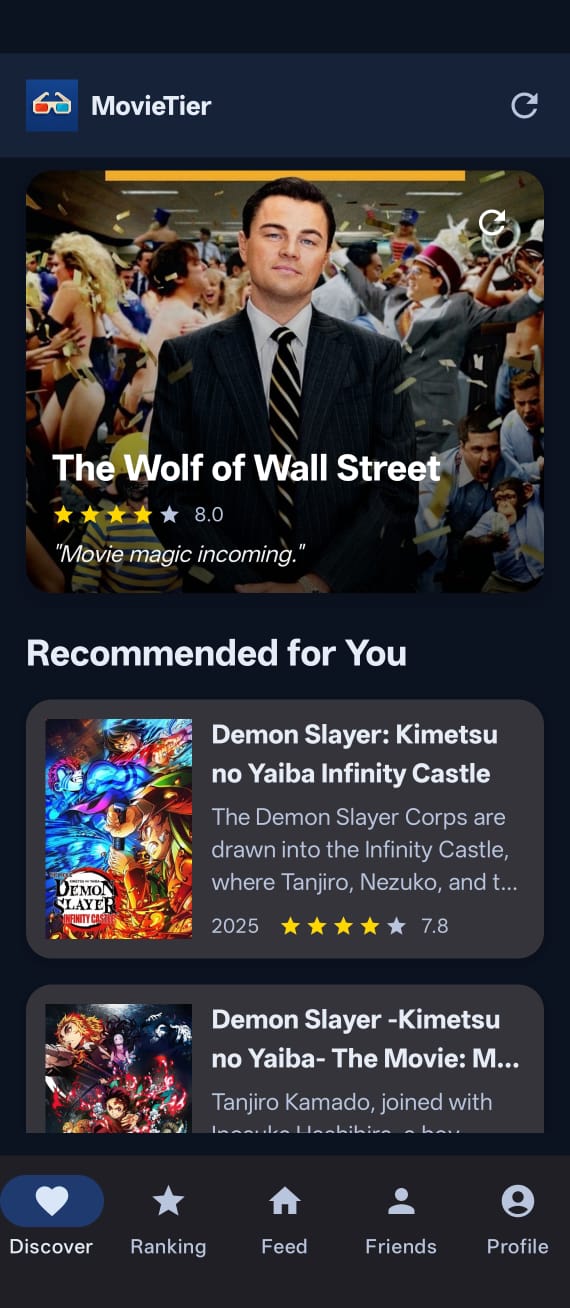 MovieTier
The Wolf of Wall Street
8.0
"Movie magic incoming."
Recommended for You
Demon Slayer: Kimetsu
no Yaiba Infinity Castle
The Demon Slayer Corps are
drawn into the Infinity Castle,
where Tanjiro, Nezuko, and t...
2025 7.8
DEMON
SLAYER
INFINITY CASTLE
Demon Slayer -Kimetsu
no Yaiba- The Movie: M...
Tanjiro Kamado, joined with
Discover Ranking Feed Friends Profile